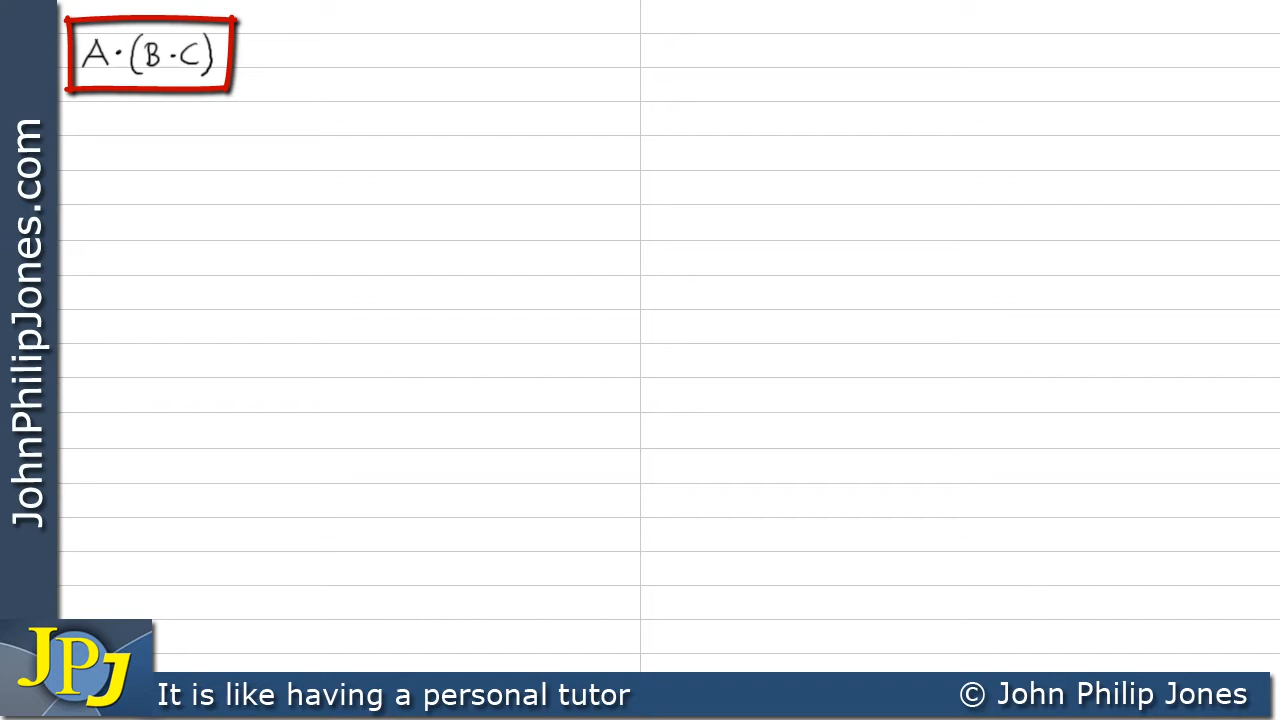 A·(B·C)
JohnPhilipJones.com
JPJ
It is like having a personal tutor
© John Philip Jones